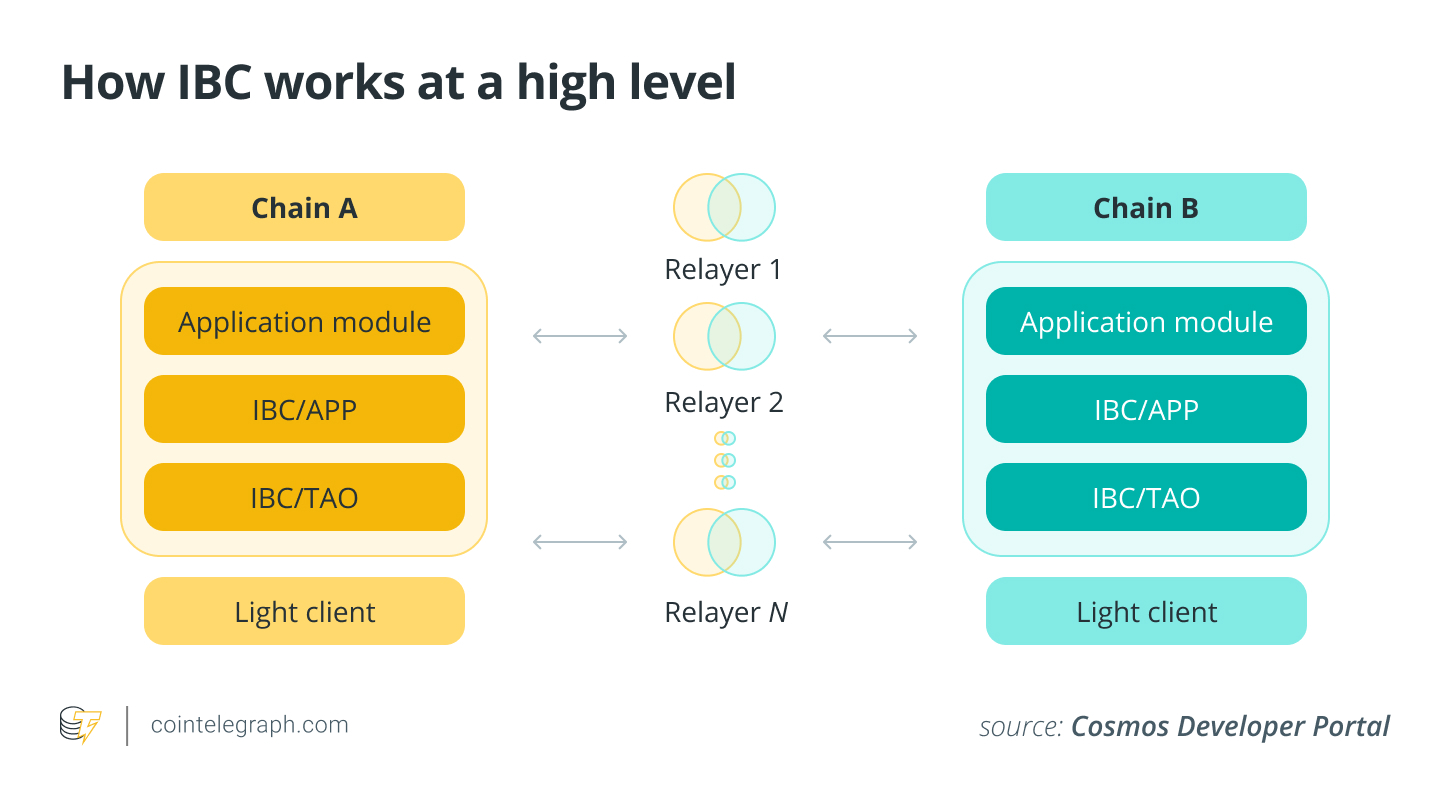 How IBC works at a high level
Chain A
Application module
IBC/APP
IBC/TAO
Light client
Relayer 1
Relayer 2
Relayer N
Chain B
Application module
IBC/APP
IBC/TAO
Light client
cointelegraph.com
source: Cosmos Developer Portal